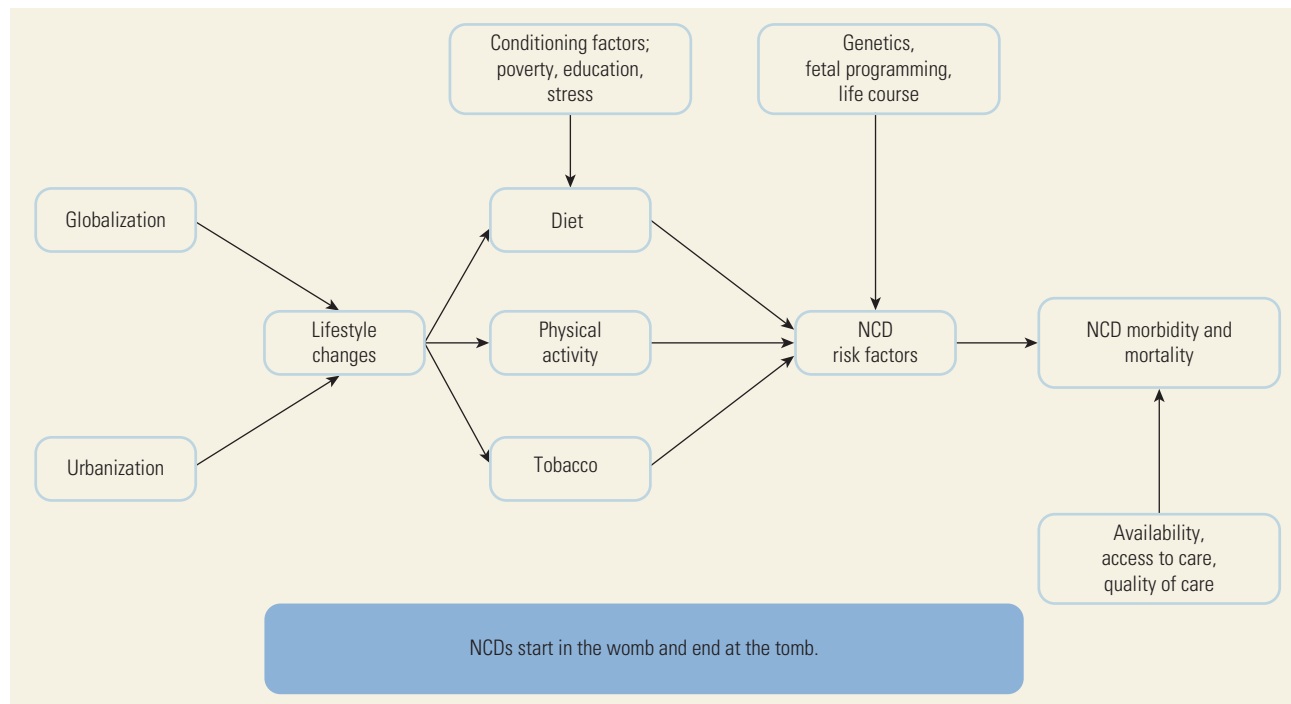 Conditioning factors;
poverty, education,
stress
Genetics,
fetal programming,
life course
Globalization
Diet
Lifestyle
changes
Physical
activity
NCD
risk factors
NCD morbidity and
mortality
Urbanization
Tobacco
Availability,
access to care,
quality of care
NCDs start in the womb and end at the tomb.